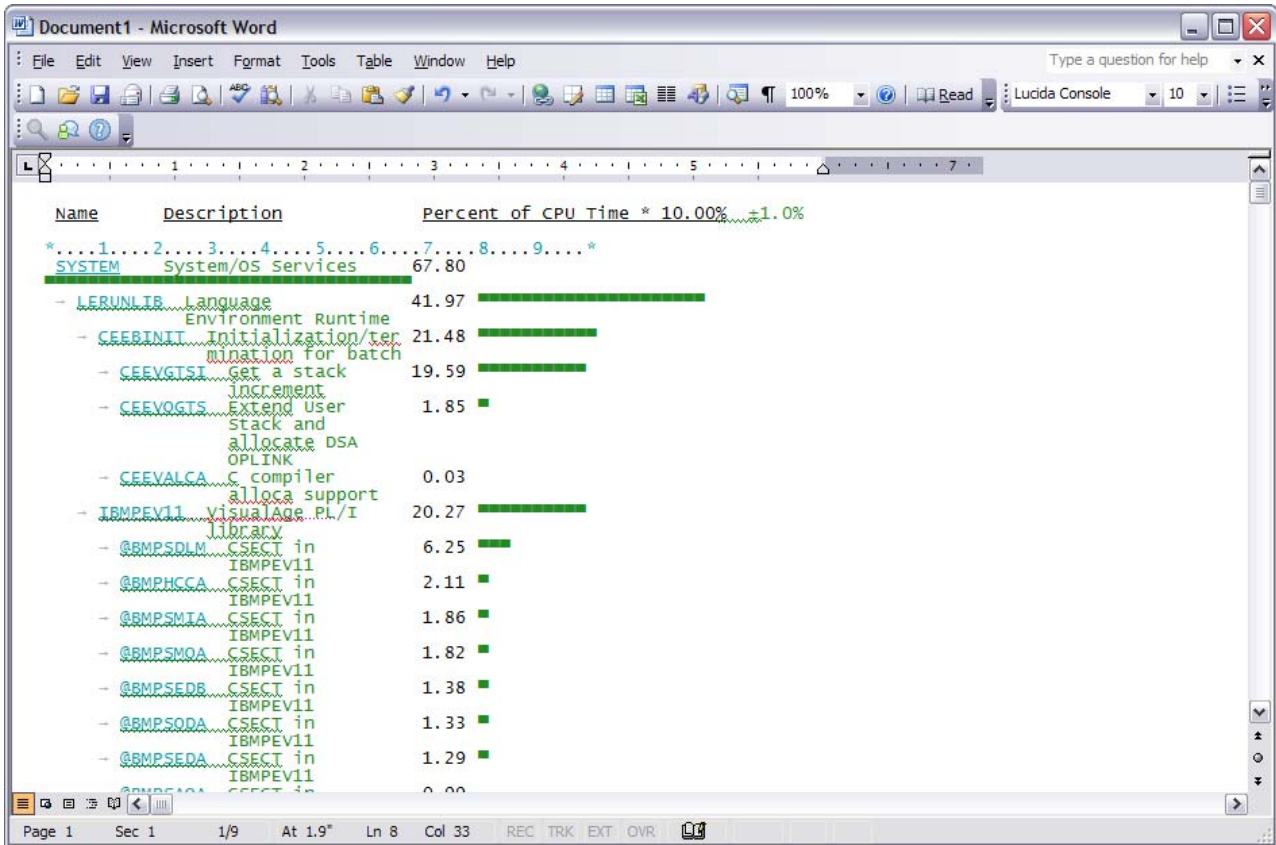 Document1 - Microsoft Word
File Edit View Insert Format Tools Table Window Help Type a question for help
100% Read Lucida Console 10
1 2 3 4 5 7
Name Description Percent of CPU Time * 10.00% ±1.0%
*....1....2....3....4....5....6....7....8....9....*
SYSTEM System/OS Services 67.80
→ LERUNLIB Language 41.97
Environment Runtime
→ CEEBINIT Initialization/ter 21.48
mination for batch
→ CEEVGTSI Get a stack 19.59
increment
→ CEEVOGTS Extend User 1.85
Stack and
allocate DSA
OPLINK
→ CEEVALCA C compiler 0.03
alloca support
→ IBMPEV11 VisualAge PL/I 20.27
library
→ @BMPSDLM CSECT in 6.25
IBMPEV11
→ @BMPHCCA CSECT in 2.11
IBMPEV11
→ @BMPSMIA CSECT in 1.86
IBMPEV11
→ @BMPSMOA CSECT in 1.82
IBMPEV11
→ @BMPSEDB CSECT in 1.38
IBMPEV11
→ @BMPSODA CSECT in 1.33
IBMPEV11
→ @BMPSEDA CSECT in 1.29
IBMPEV11
Page 1 Sec 1 1/9 At 1.9" Ln 8 Col 33 REC TRK EXT OVR